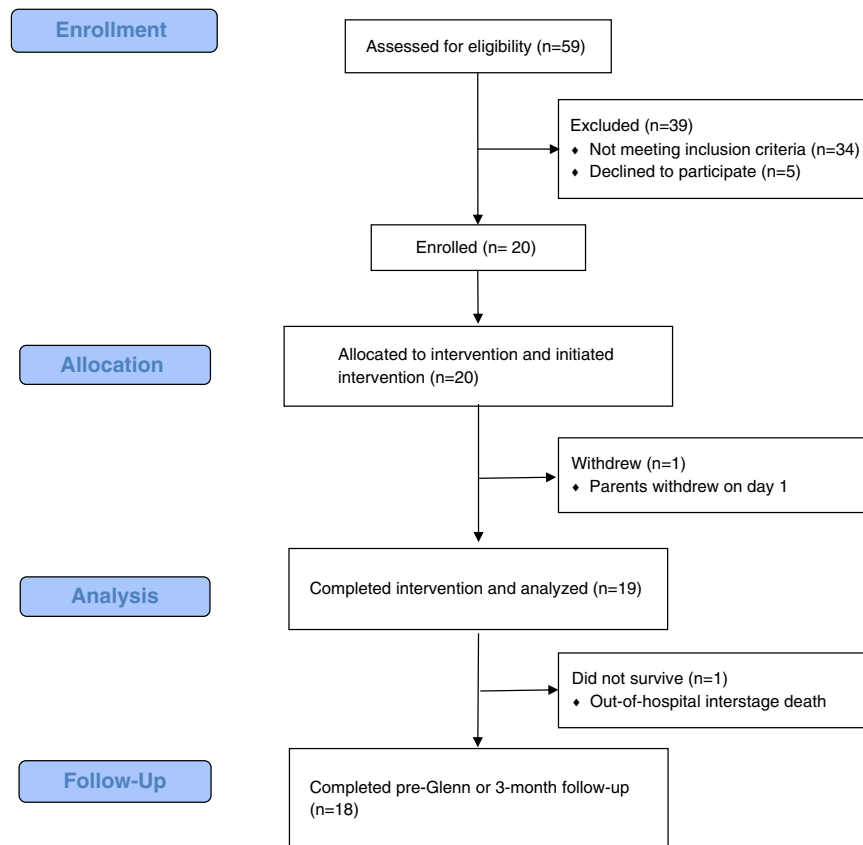 Enrollment
Assessed for eligibility (n=59)
Excluded (n=39)
♦ Not meeting inclusion criteria (n=34)
♦ Declined to participate (n=5)
Enrolled (n= 20)
Allocation
Allocated to intervention and initiated
intervention (n=20)
Withdrew (n=1)
♦ Parents withdrew on day 1
Analysis
Completed intervention and analyzed (n=19)
Did not survive (n=1)
♦ Out-of-hospital interstage death
Follow-Up
Completed pre-Glenn or 3-month follow-up
(n=18)